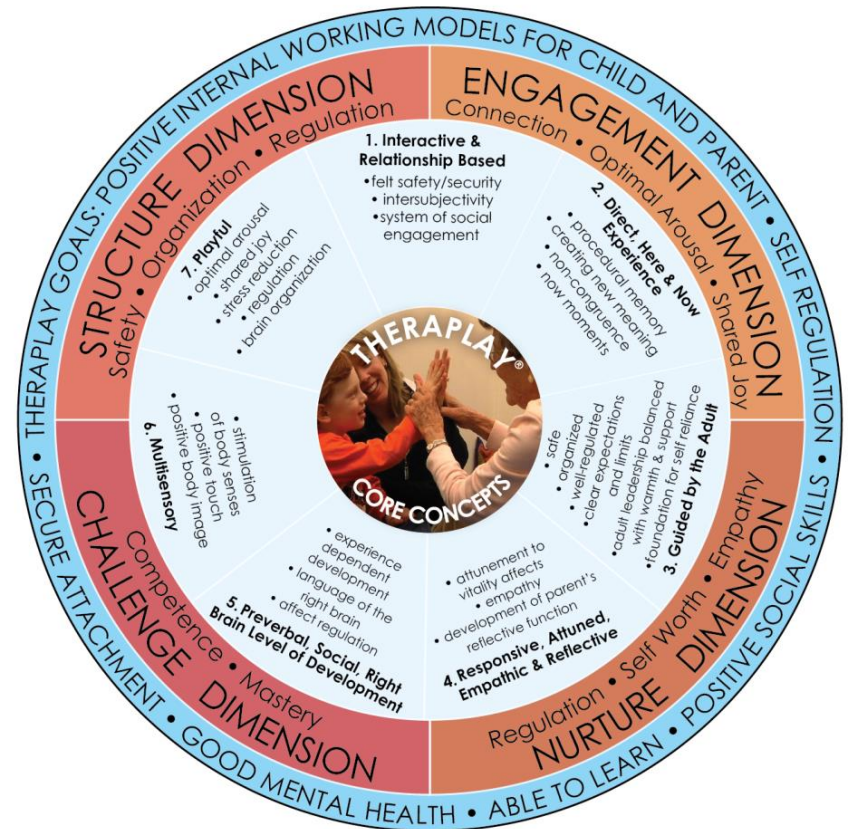 THERAPLAY GOALS: POSITIVE INTERNAL WORKING MODELS FOR CHILD AND PARENT • SELF REGULATION • POSITIVE SOCIAL SKILLS • ABLE TO LEARN • GOOD MENTAL HEALTH • SECURE ATTACHMENT •
STRUCTURE DIMENSION
Safety • Organization • Regulation
ENGAGEMENT DIMENSION
Connection • Optimal Arousal • Shared Joy
NURTURE DIMENSION
Regulation • Self Worth • Empathy
CHALLENGE DIMENSION
Competence • Mastery
1. Interactive &
Relationship Based
•felt safety/security
• intersubjectivity
•system of social
engagement
2. Direct, Here & Now
Experience
• procedural memory
• creating new meaning
• non-congruence
• now moments
• safe
• organized
• well-regulated
• clear expectations
and limits
•adult leadership balanced
with warmth & support
•foundation for self reliance
3. Guided by the Adult
• attunement to
vitality affects
• empathy
• development of parent's
reflective function
4. Responsive, Attuned,
Empathic & Reflective
• experience
dependent
development
• language of the
right brain
• affect regulation
5. Preverbal, Social, Right
Brain Level of Development
6. Multisensory
• stimulation
of body senses
• positive touch
• positive body image
7. Playful
• optimal arousal
• shared joy
• stress reduction
• regulation
• brain organization
THERAPLAY®
CORE CONCEPTS